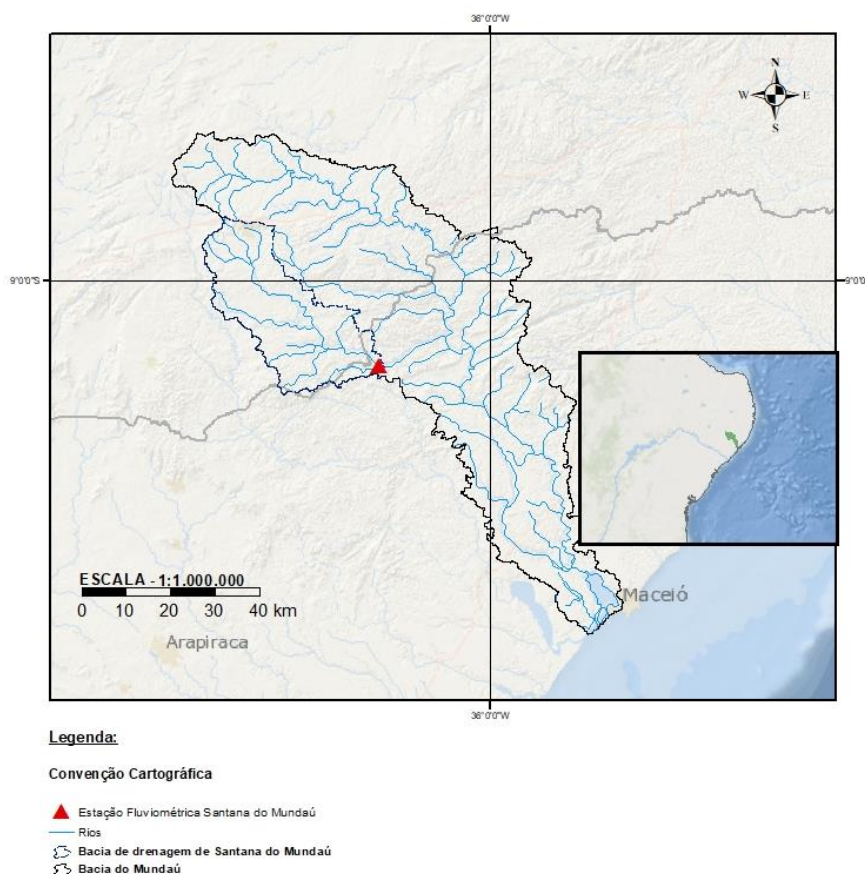 36°0'0"W
N
W E
S
9°0'0"S
9°0'0
ESCALA - 1:1.000.000
0 10 20 30 40 km
Maceió
Arapiraca
36°0'0"W
Legenda:
Convenção Cartográfica
Estação Fluviométrica Santana do Mundaú
Rios
Bacia de drenagem de Santana do Mundaú
Bacia do Mundaú